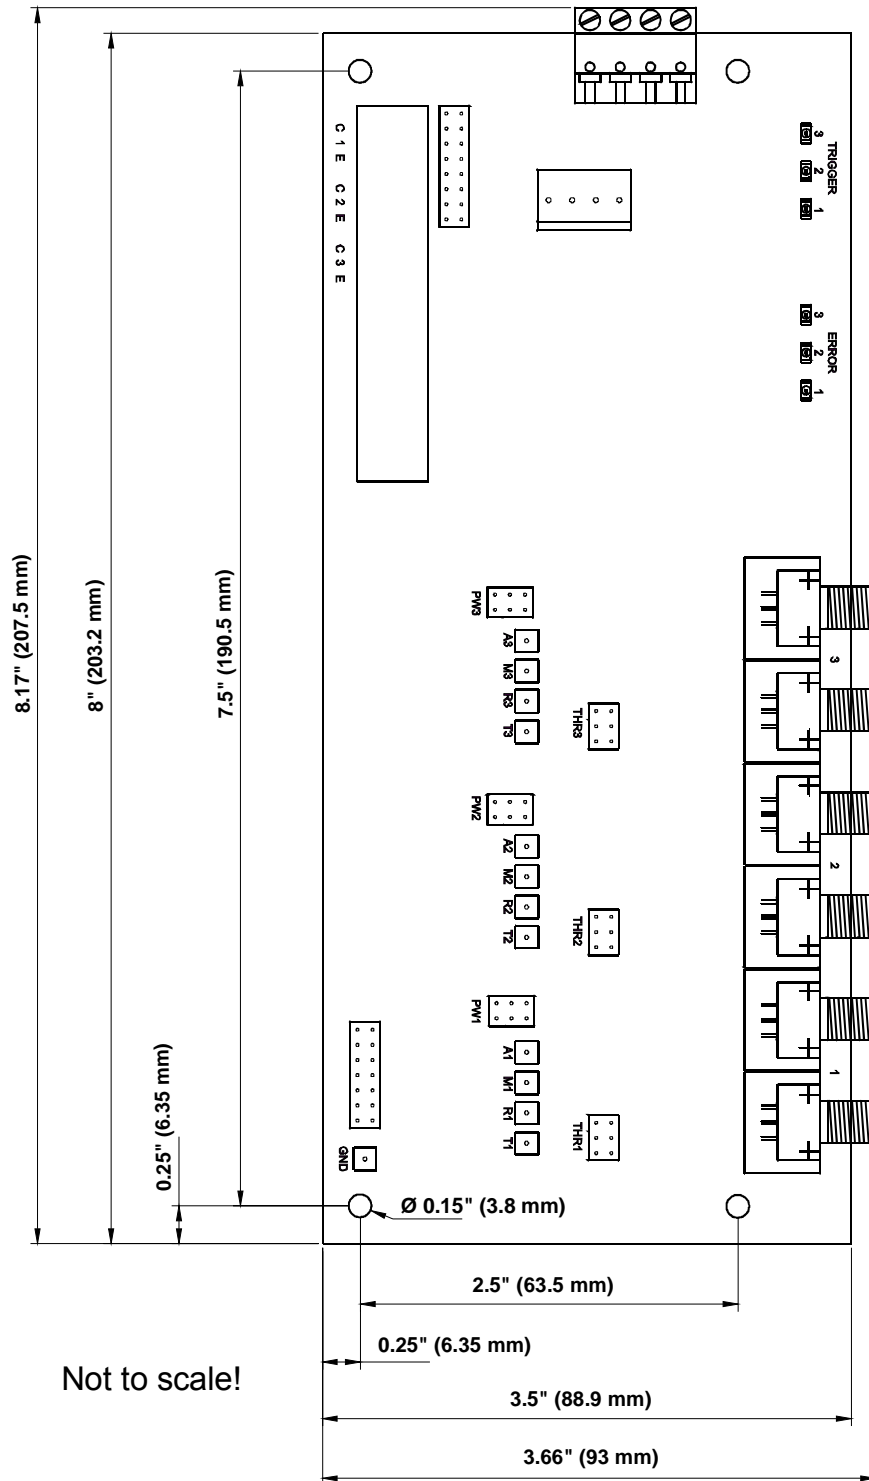 C 1 E C 2 E C 3 E
3
2
1
TRIGGER
3
2
1
ERROR
8.17" (207.5 mm)
8" (203.2 mm)
7.5" (190.5 mm)
PW3
A3
M3
R3
T3
THR3
3
PW2
A2
M2
R2
T2
THR2
2
PW1
A1
M1
R1
T1
THR1
1
GND
0.25" (6.35 mm)
Ø 0.15" (3.8 mm)
2.5" (63.5 mm)
0.25" (6.35 mm)
Not to scale!
3.5" (88.9 mm)
3.66" (93 mm)